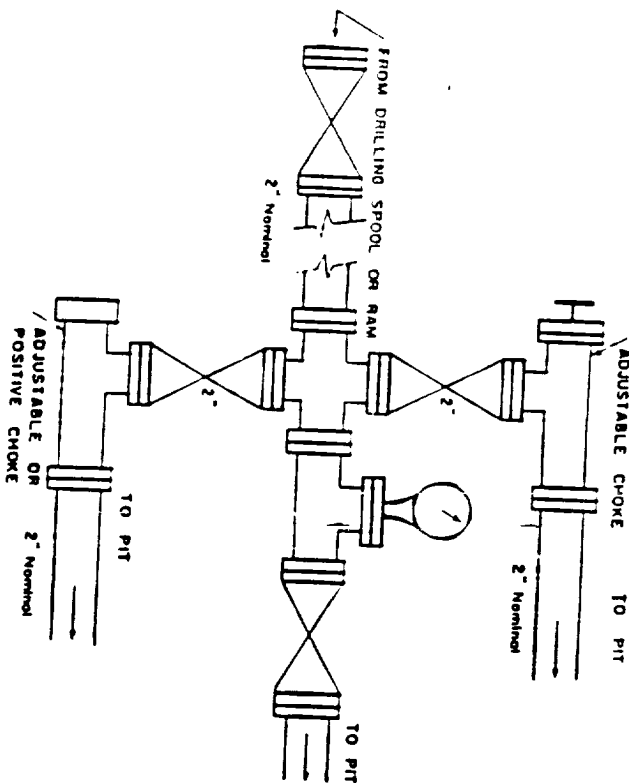 ADJUSTABLE CHOKE
TO PIT
2" Nominal
FROM DRILLING SPOOL OR RAM
2" Nominal
2"
2"
TO PIT
ADJUSTABLE OR
POSITIVE CHOKE
TO PIT
2" Nominal